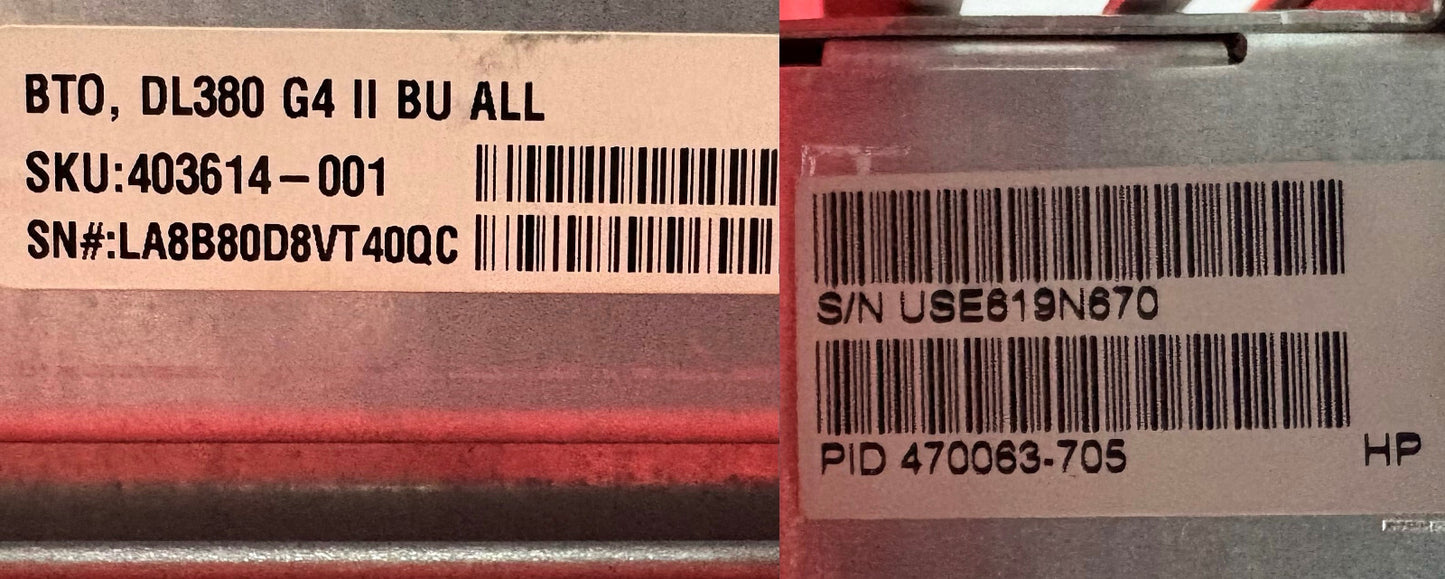 BTO, DL380 G4 II BU ALL
SKU:403614-001
SN#:LA8B80D8VT40QC
S/N USE619N670
PID 470063-705
HP